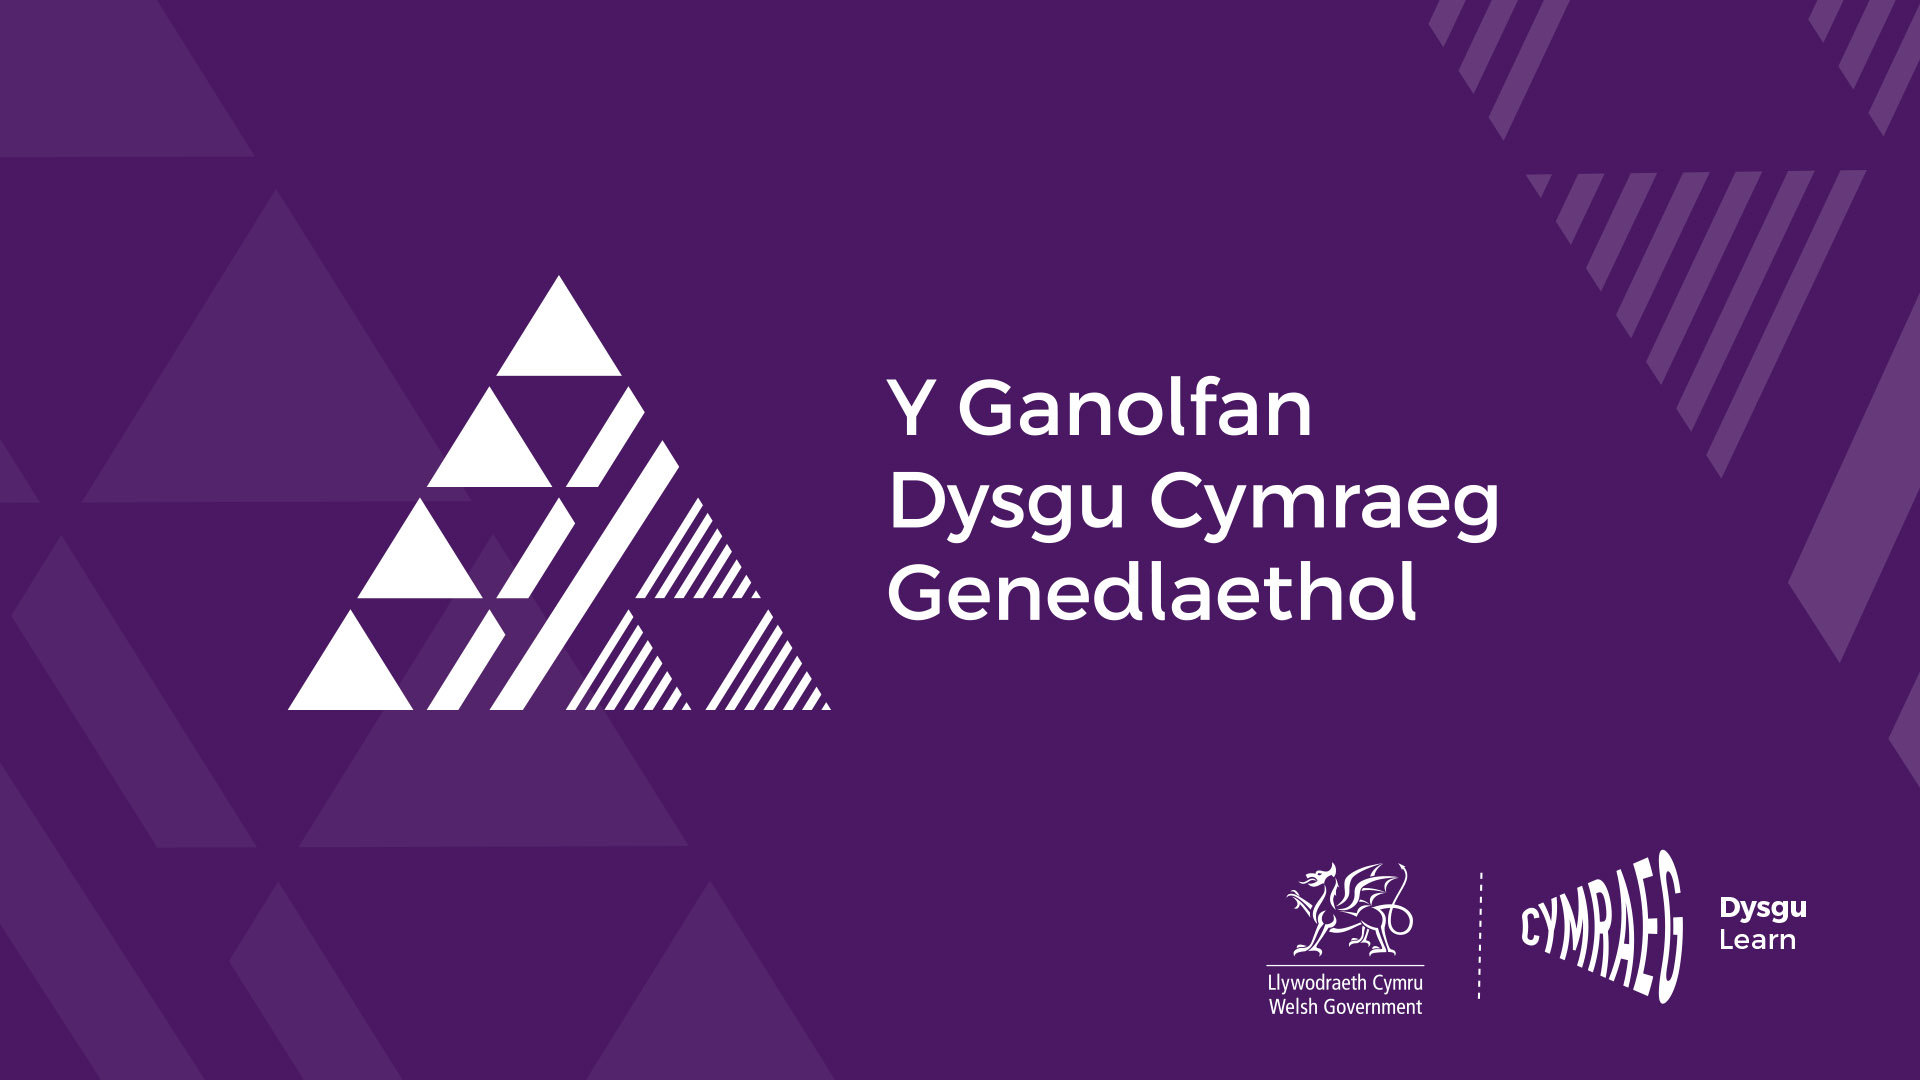 Y Ganolfan
Dysgu Cymraeg
Genedlaethol
Llywodraeth Cymru
Welsh Government
CYMRAEG
Dysgu
Learn